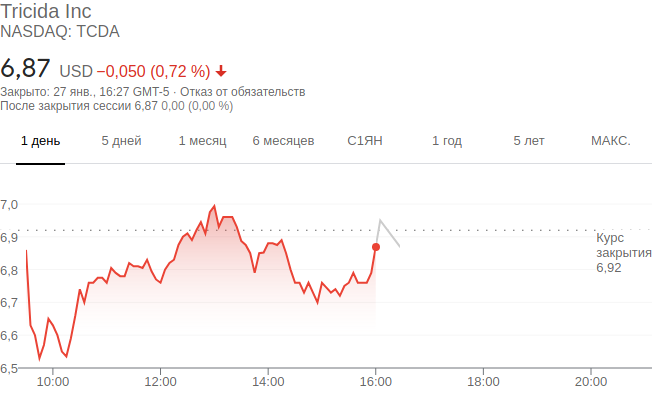 Tricida Inc
NASDAQ: TCDA
6,87 USD −0,050 (0,72 %)
Закрыто: 27 янв., 16:27 GMT-5 · Отказ от обязательств
После закрытия сессии 6,87 0,00 (0,00 %)
1 день 5 дней 1 месяц 6 месяцев С1ЯН 1 год 5 лет МАКС.
7,0
6,9
Курс
закрытия
6,92
6,8
6,7
6,6
6,5
10:00 12:00 14:00 16:00 18:00 20:00